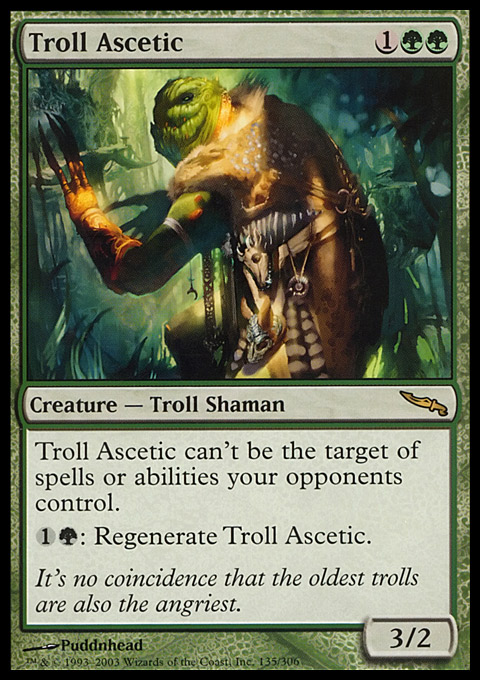 Troll Ascetic 1
Creature — Troll Shaman
Troll Ascetic can't be the target of
spells or abilities your opponents
control.
1: Regenerate Troll Ascetic.
It's no coincidence that the oldest trolls
are also the angriest.
3/2
Puddnhead
™ & © 1993–2003 Wizards of the Coast, Inc. 135/306